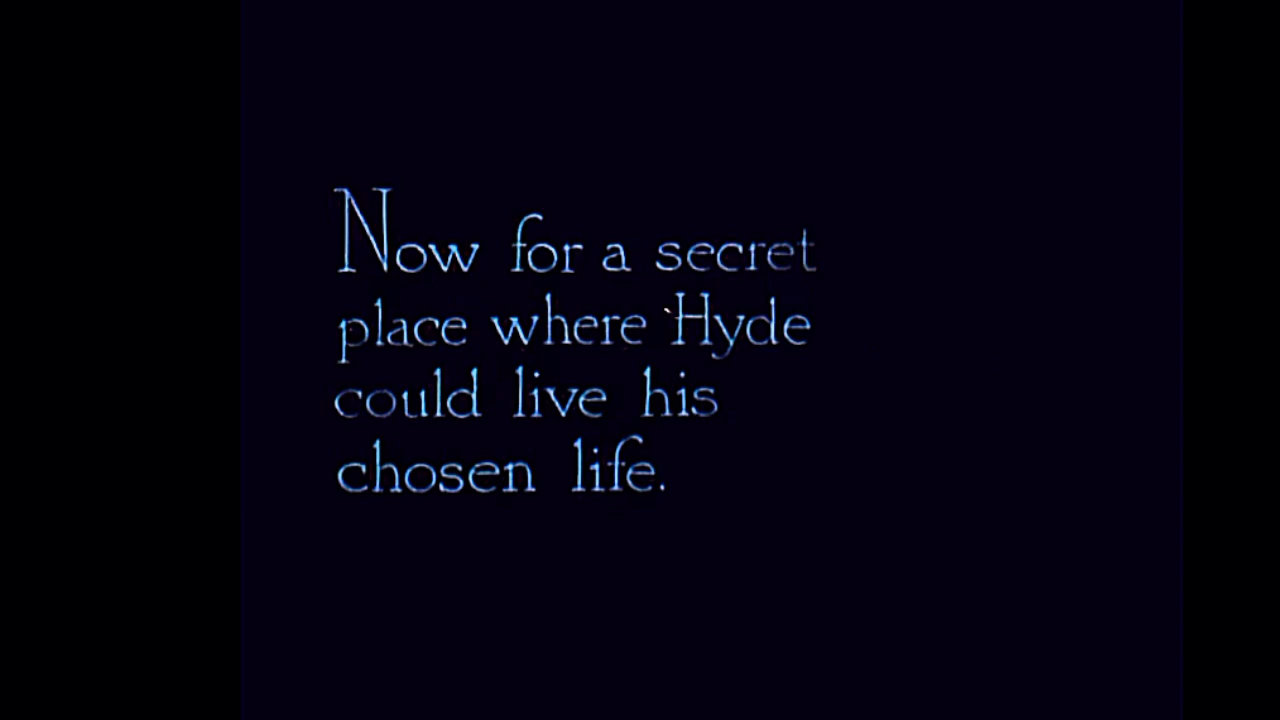 Now for a secret
place where Hyde
could live his
chosen life.